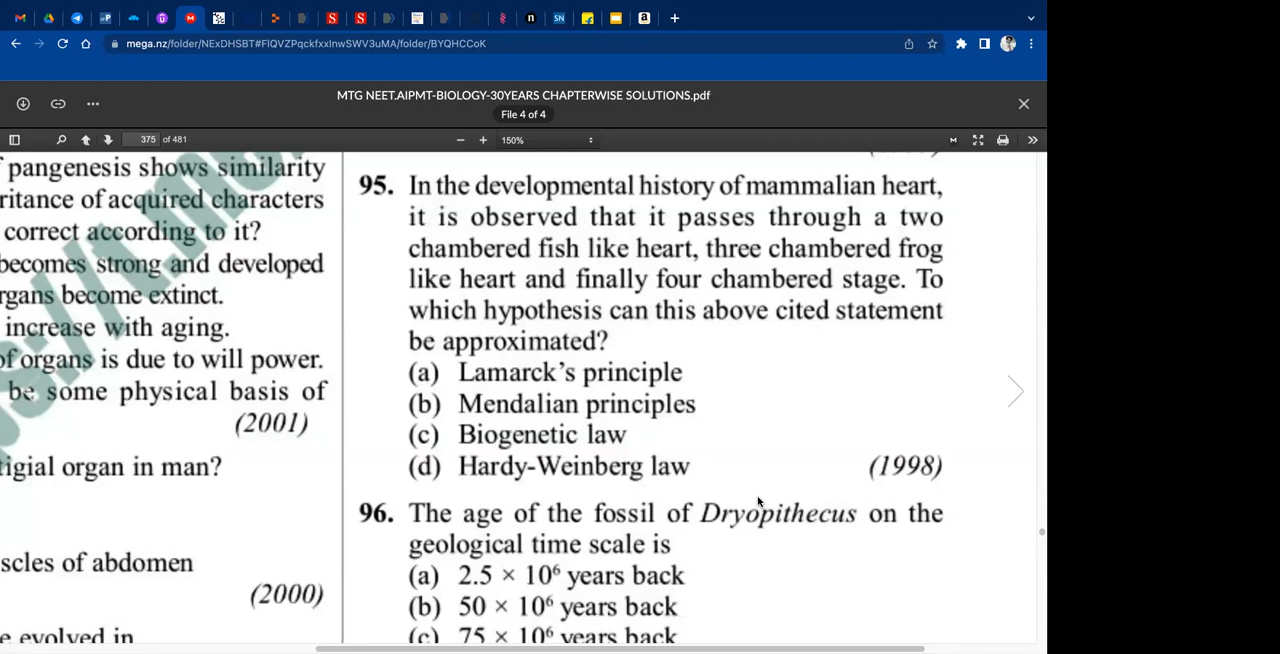 mega.nz/folder/NExDHSBT#FlQVZPqckfxxInwSWV3uMA/folder/BYQHCCoK
MTG NEET.AIPMT-BIOLOGY-30YEARS CHAPTERWISE SOLUTIONS.pdf
File 4 of 4
375 of 481
150%
pangenesis shows similarity
ritance of acquired characters
correct according to it?
becomes strong and developed
rgans become extinct.
increase with aging.
of organs is due to will power.
be some physical basis of
(2001)
tigial organ in man?
scles of abdomen
(2000)
e evolved in
95. In the developmental history of mammalian heart,
it is observed that it passes through a two
chambered fish like heart, three chambered frog
like heart and finally four chambered stage. To
which hypothesis can this above cited statement
be approximated?
(a) Lamarck's principle
(b) Mendalian principles
(c) Biogenetic law
(d) Hardy-Weinberg law (1998)
96. The age of the fossil of Dryopithecus on the
geological time scale is
(a) 2.5 × 10⁶ years back
(b) 50 × 10⁶ years back
(c) 75 × 10⁶ years back